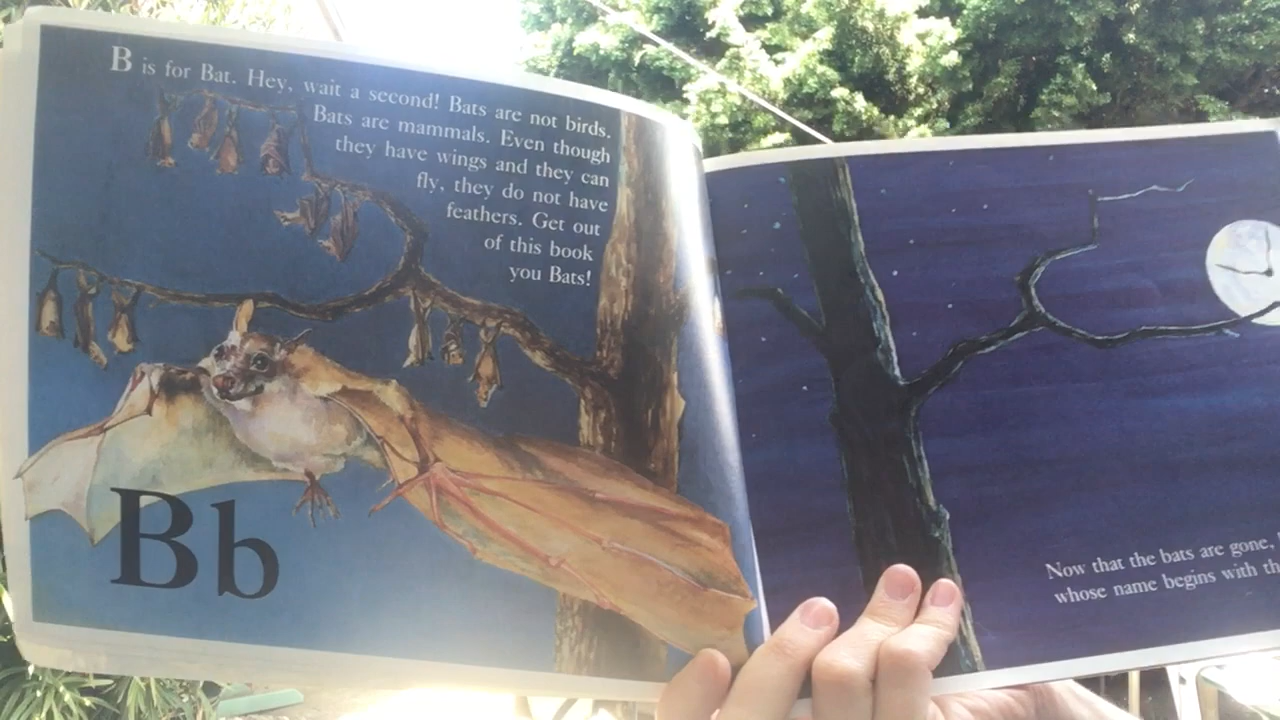 B is for Bat. Hey, wait a second! Bats are not birds.
Bats are mammals. Even though
they have wings and they can
fly, they do not have
feathers. Get out
of this book
you Bats!
Bb
Now that the bats are gone,
whose name begins with th